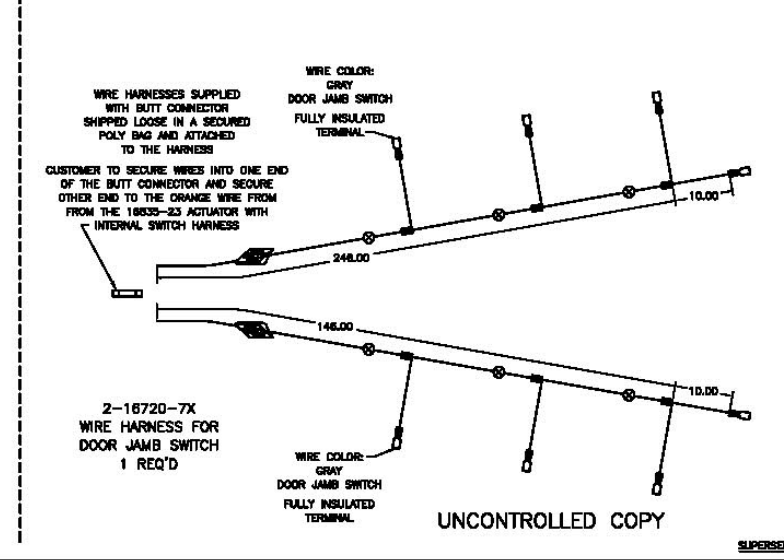 WIRE HARNESSES SUPPLIED
WITH BUTT CONNECTOR
SHIPPED LOOSE IN A SECURED
POLY BAG AND ATTACHED
TO THE HARNESS
CUSTOMER TO SECURE WIRES INTO ONE END
OF THE BUTT CONNECTOR AND SECURE
OTHER END TO THE ORANGE WIRE FROM
FROM THE 16835-23 ACTUATOR WITH
INTERNAL SWITCH HARNESS
WIRE COLOR:
GRAY
DOOR JAMB SWITCH
FULLY INSULATED
TERMINAL
10.00
246.00
146.00
10.00
2-16720-7X
WIRE HARNESS FOR
DOOR JAMB SWITCH
1 REQ'D
WIRE COLOR:
GRAY
DOOR JAMB SWITCH
FULLY INSULATED
TERMINAL
UNCONTROLLED COPY
SUPERSE